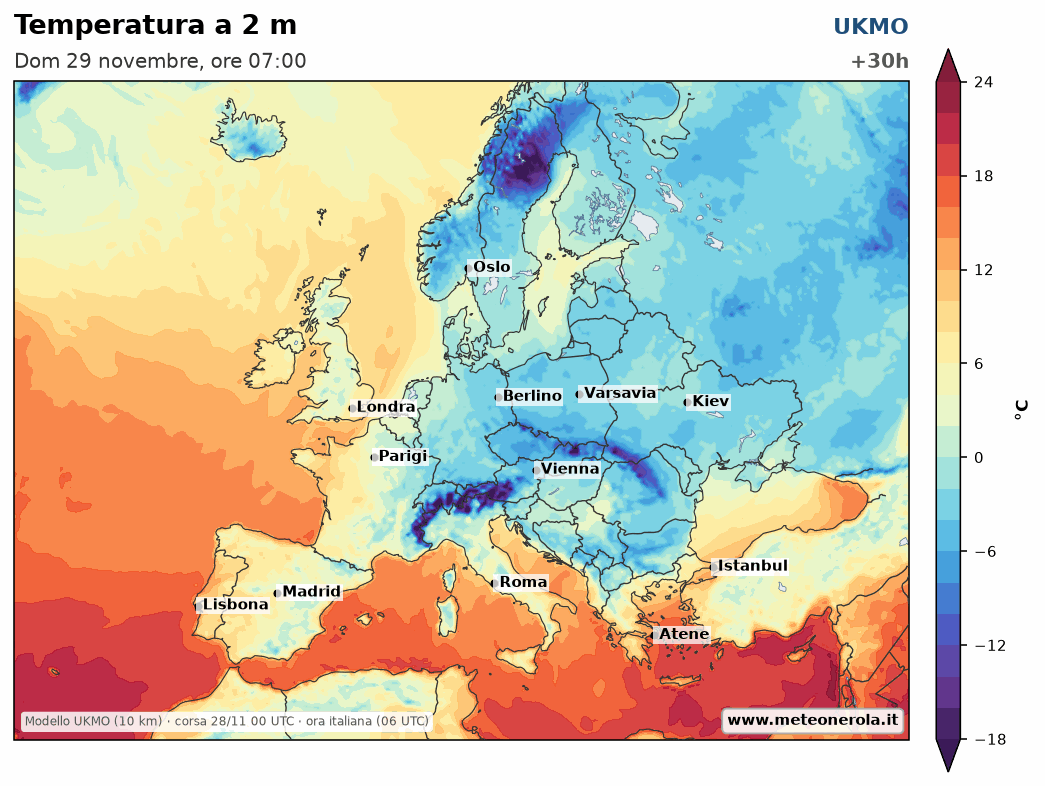 Temperatura a 2 m
UKMO
Dom 29 novembre, ore 07:00
+30h
24
18
12
6
0
−6
−12
−18
°C
Oslo
Berlino
Varsavia
Kiev
Londra
Parigi
Vienna
Istanbul
Roma
Madrid
Lisbona
Atene
Modello UKMO (10 km) · corsa 28/11 00 UTC · ora italiana (06 UTC)
www.meteonerola.it